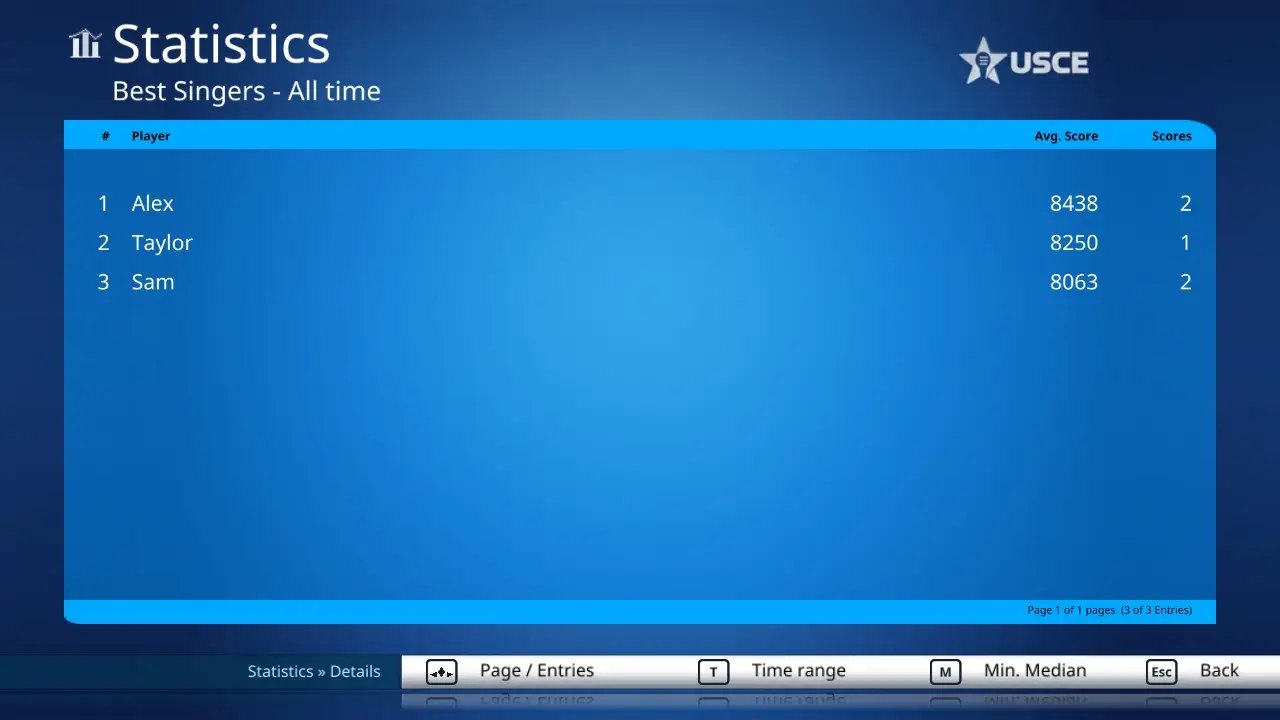 Statistics
Best Singers - All time
USCE
# Player Avg. Score Scores
1 Alex 8438 2
2 Taylor 8250 1
3 Sam 8063 2
Page 1 of 1 pages (3 of 3 Entries)
Statistics » Details Page / Entries T Time range M Min. Median Esc Back